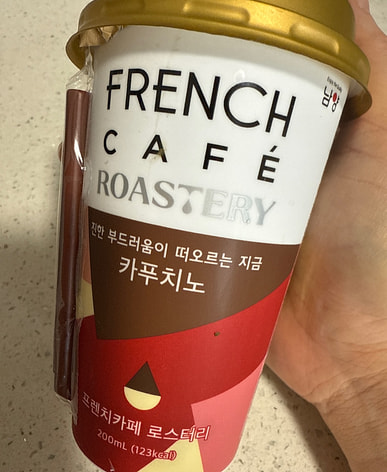 FRENCH
남양
CAFÉ
ROASTERY
진한 부드러움이 떠오르는 지금
카푸치노
프렌치카페 로스터리
200mL (123kcal)